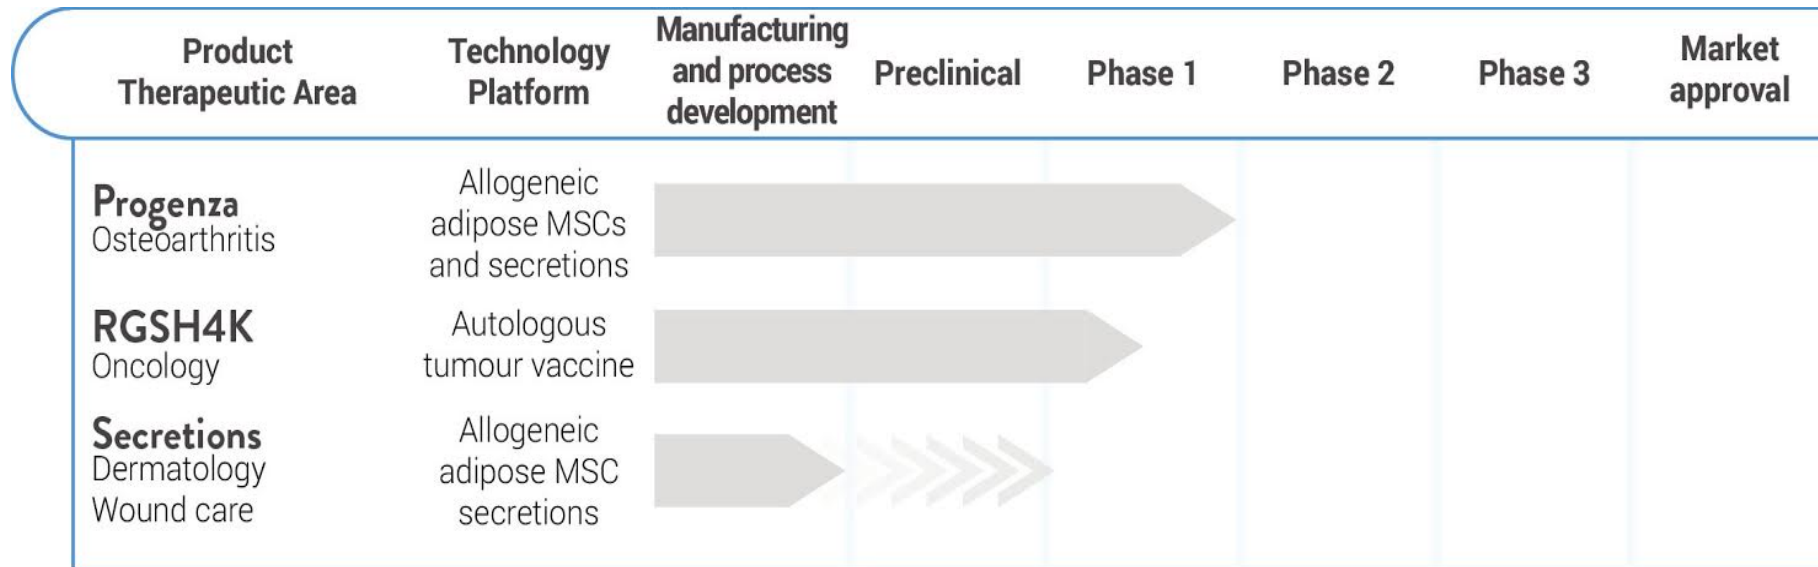 Product
Therapeutic Area
Technology
Platform
Manufacturing
and process
development
Preclinical
Phase 1
Phase 2
Phase 3
Market
approval
Progenza
Osteoarthritis
Allogeneic
adipose MSCs
and secretions
RGSH4K
Oncology
Autologous
tumour vaccine
Secretions
Dermatology
Wound care
Allogeneic
adipose MSC
secretions